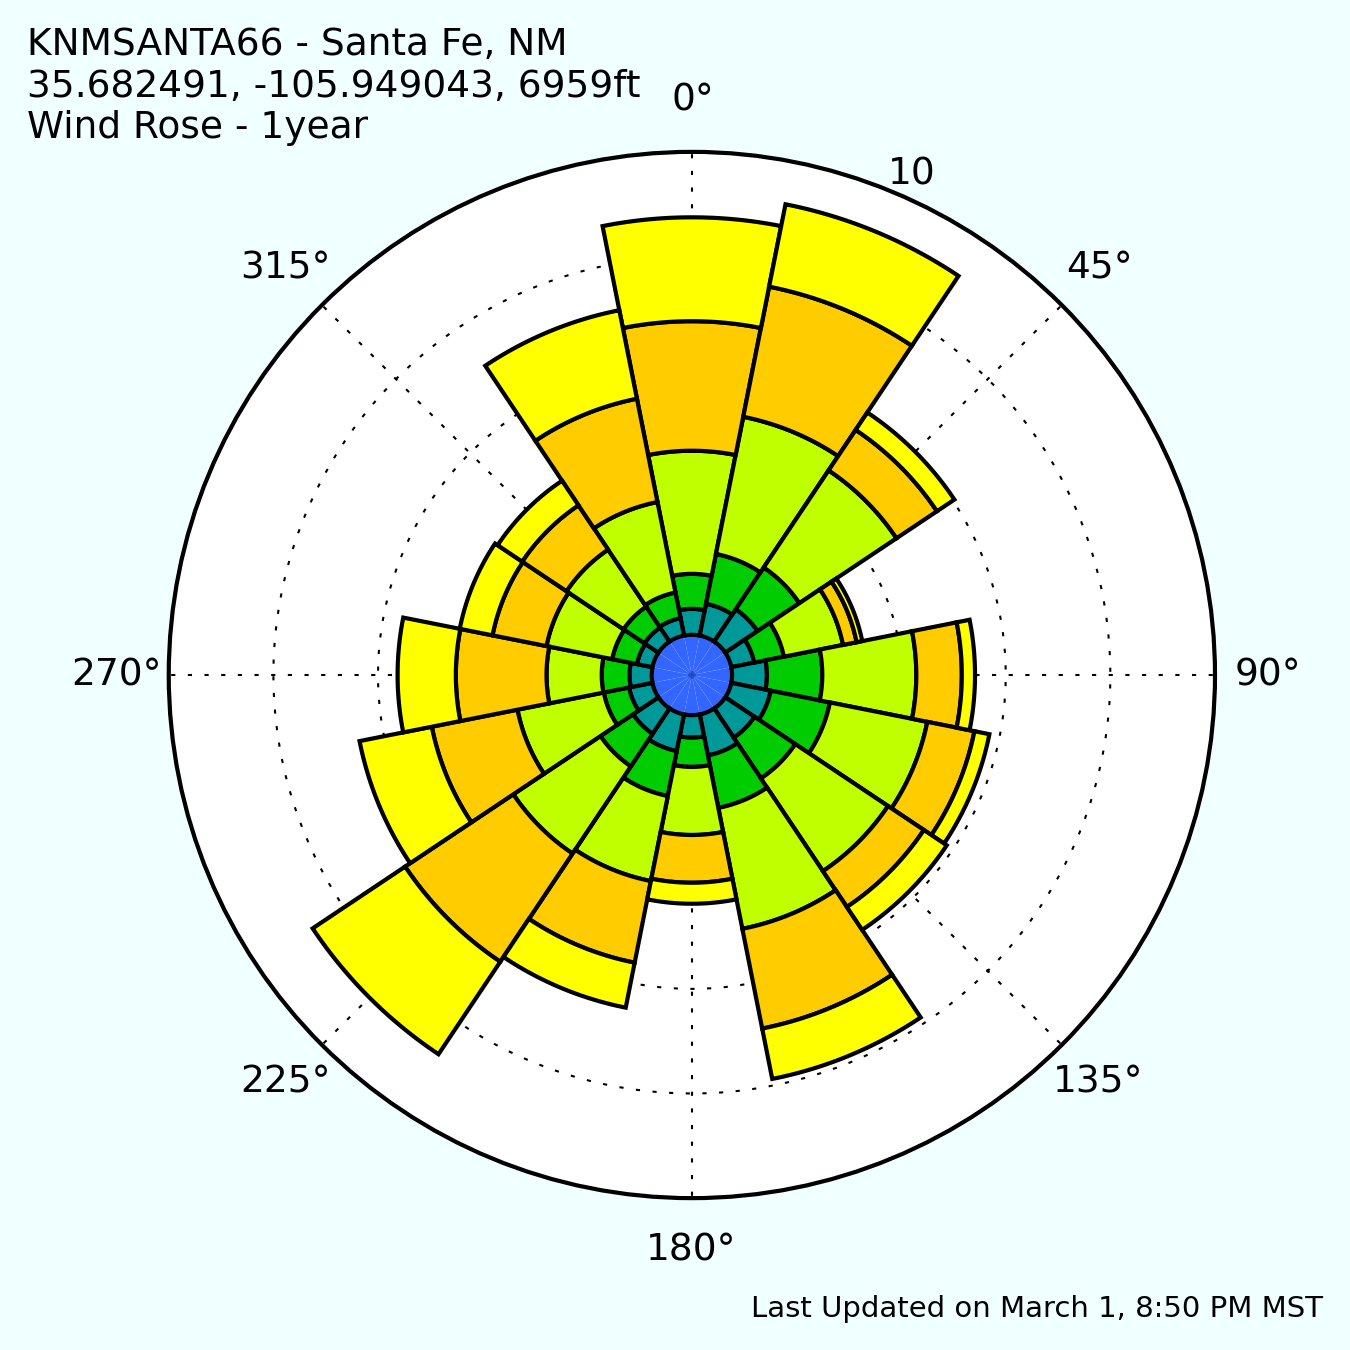 KNMSANTA66 - Santa Fe, NM
35.682491, -105.949043, 6959ft
Wind Rose - 1year
0°
10
315°
45°
270°
90°
225°
135°
180°
Last Updated on March 1, 8:50 PM MST